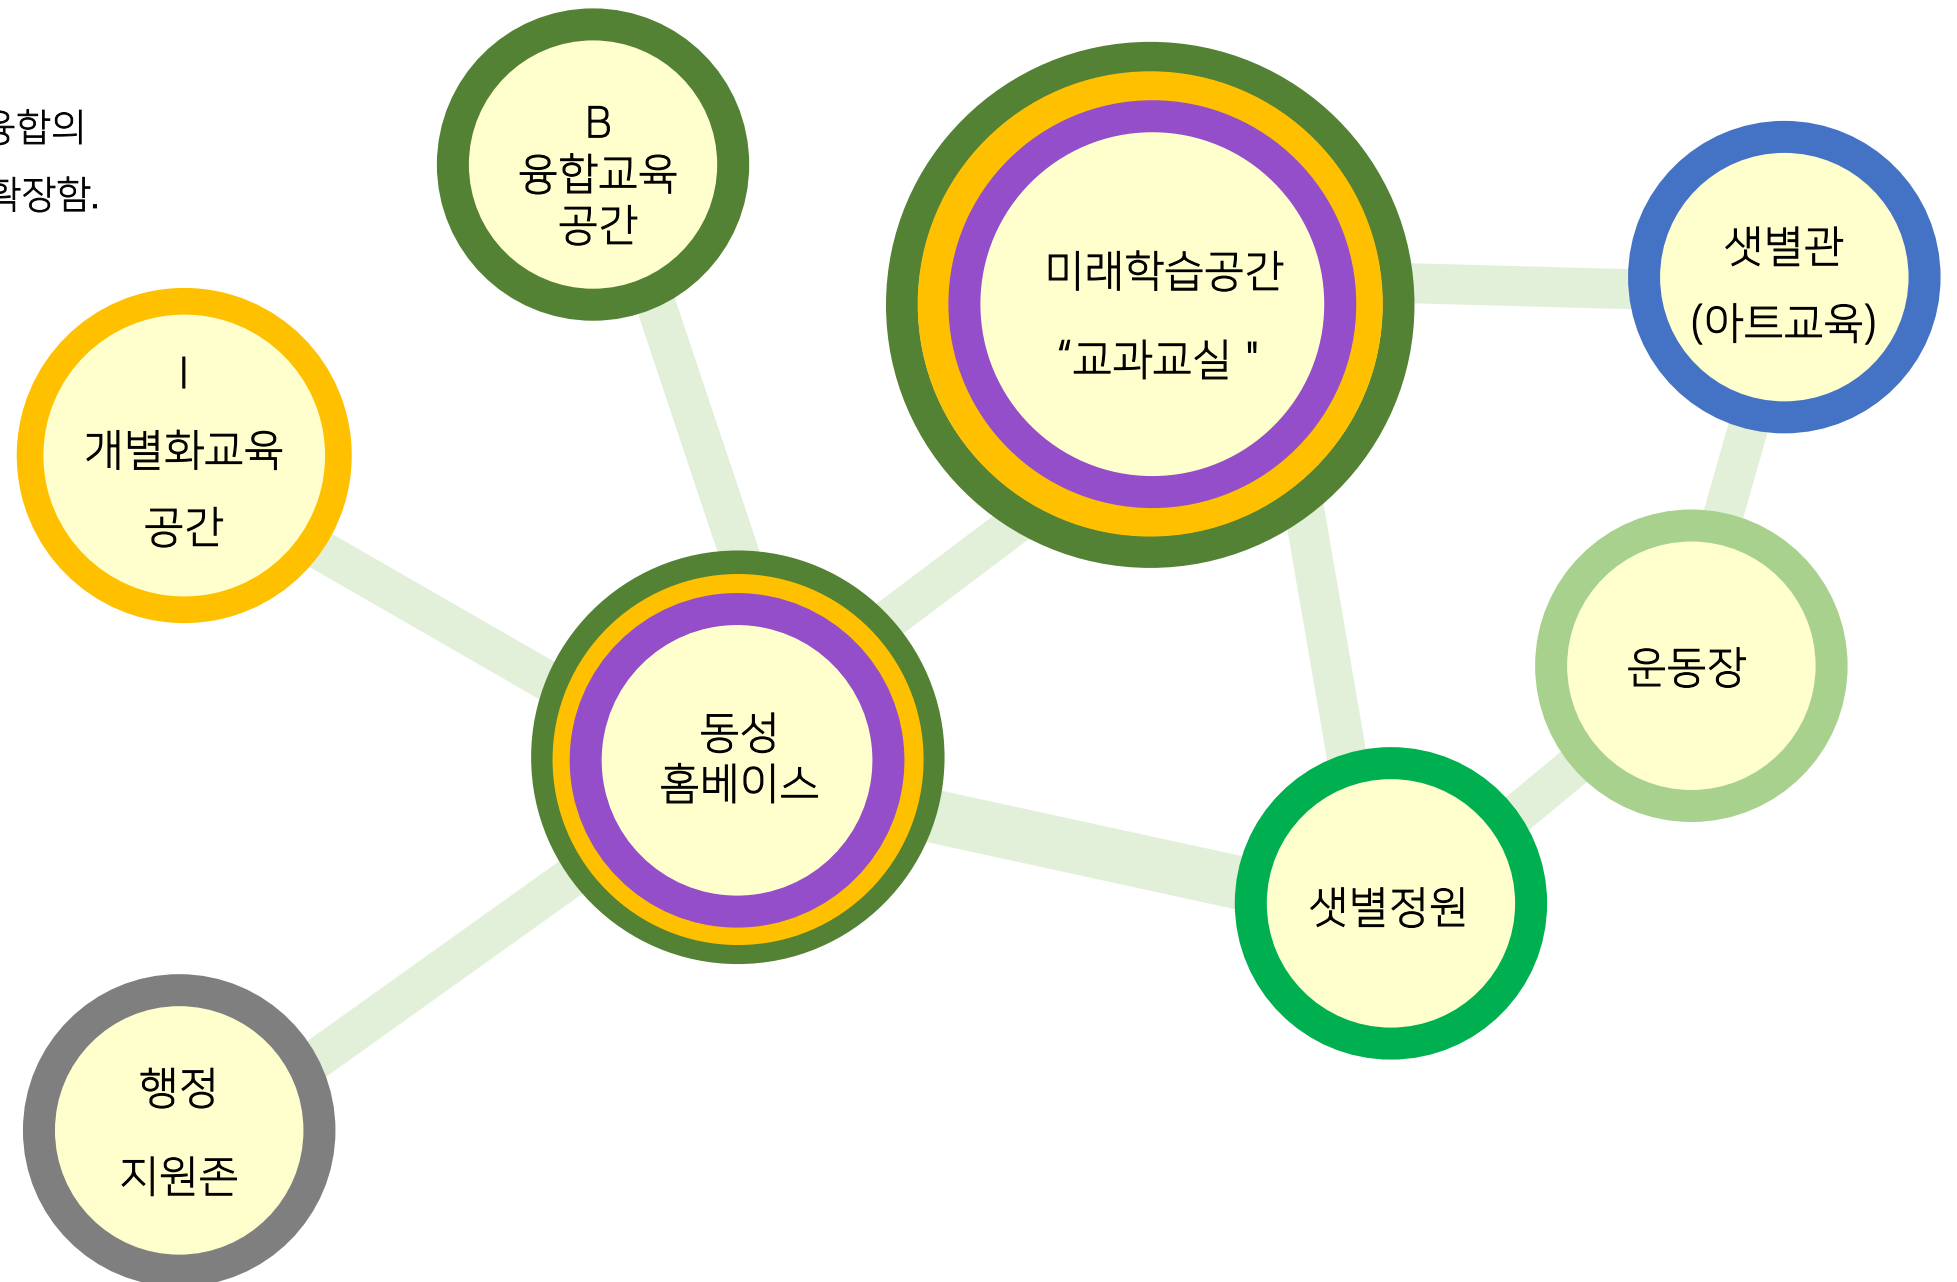 융합의
확장함.
B
융합교육
공간
I
개별화교육
공간
미래학습공간
“교과교실 "
샛별관
(아트교육)
운동장
동성
홈베이스
샛별정원
행정
지원존